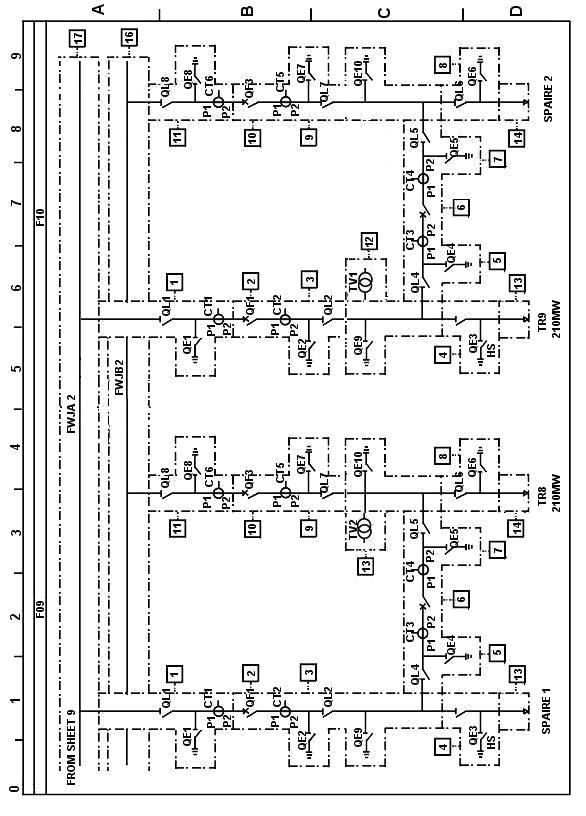 A
B
C
D
0
1
2
3
4
5
6
7
8
9
F09
F10
FROM SHEET 9
FWJA 2
FWJB2
17
16
QL1
1
QE1
CT1
P1
P2
QF1
2
CT2
P1
P2
QE2
3
QL2
QE9
4
QE3
HS
13
SPAIRE 1
QL4
QE4
5
CT3
P1
P2
6
CT4
P1
P2
QE5
7
QL5
QL8
11
QE8
CT6
P1
P2
QF3
10
CT5
P1
P2
QE7
9
QL7
QE10
TV2
13
8
QE6
QL6
14
TR8
210MW
QL1
1
QE1
CT1
P1
P2
QF1
2
CT2
P1
P2
QE2
3
QL2
QE9
TV1
12
4
QE3
HS
13
TR9
210MW
QL4
QE4
5
CT3
P1
P2
6
CT4
P1
P2
QE5
7
QL5
QL8
11
QE8
CT6
P1
P2
QF3
10
CT5
P1
P2
QE7
9
QL7
QE10
8
QE6
QL6
14
SPAIRE 2